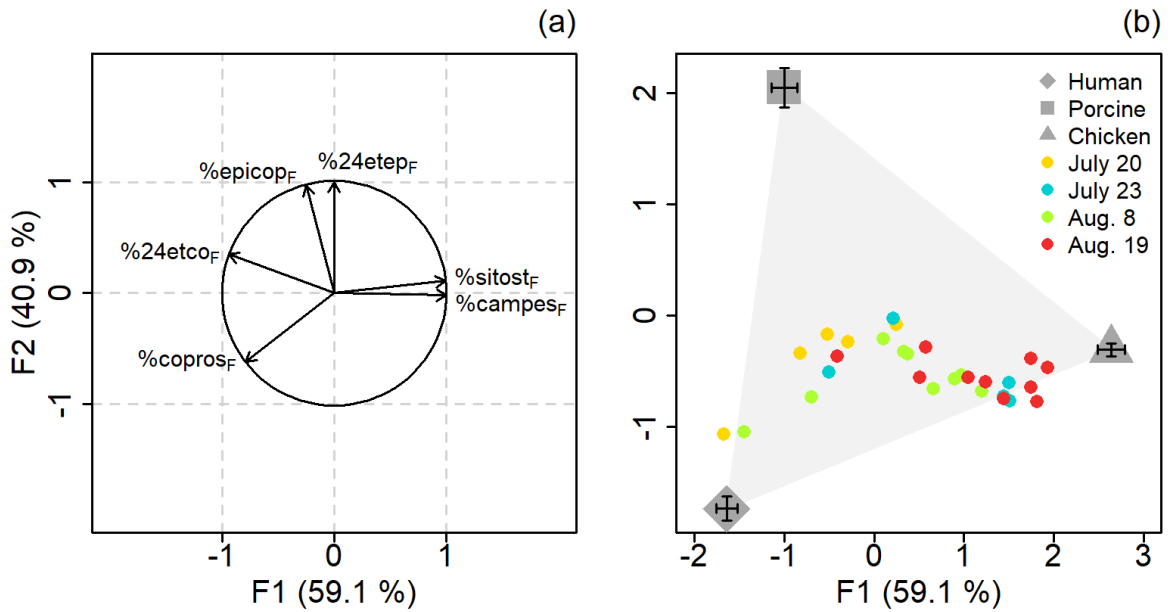 (a)
(b)
%epicopF
%24etepF
%24etcoF
%sitostF
%campesF
%coprosF
1
0
-1
F2 (40.9 %)
-1
0
1
F1 (59.1 %)
Human
Porcine
Chicken
July 20
July 23
Aug. 8
Aug. 19
2
1
0
-1
-2
-1
0
1
2
3
F1 (59.1 %)